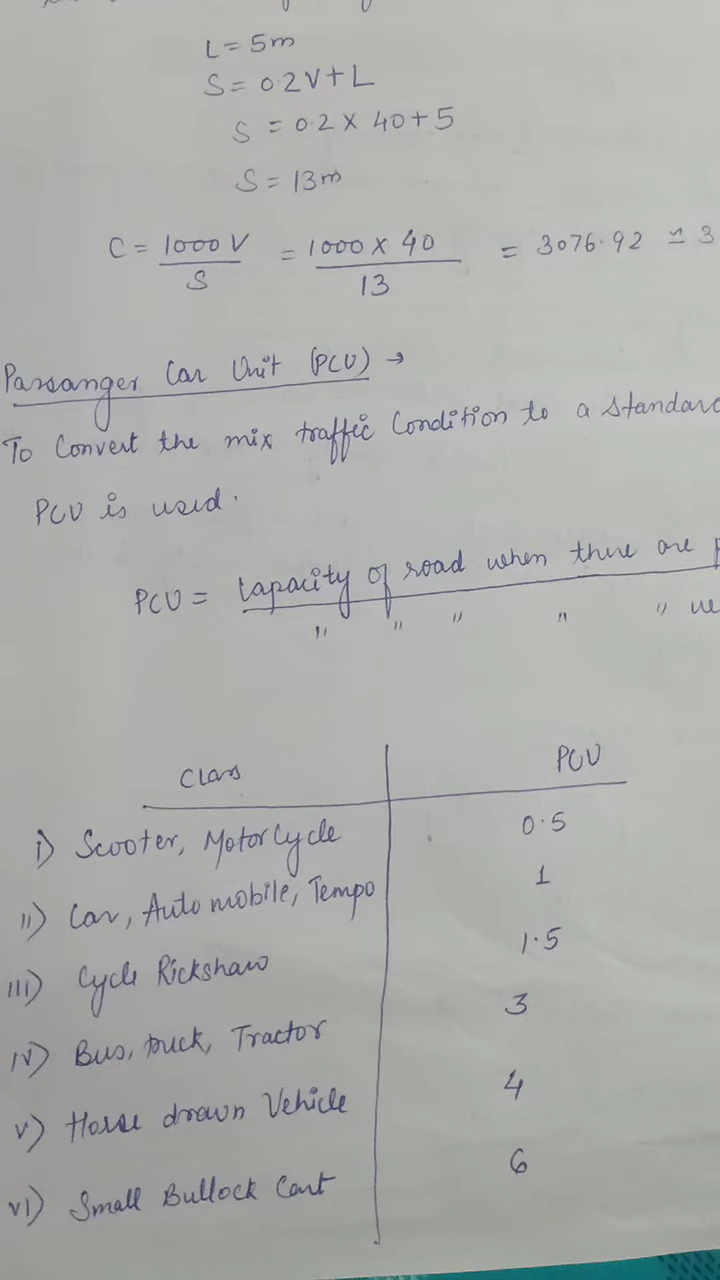 L = 5m
S = 0.2V + L
S = 0.2 × 40 + 5
S = 13m
C = 1000 V / S = 1000 × 40 / 13 = 3076.92 ≃ 3
Passanger Car Unit (PCU) →
To Convert the mix traffic Condition to a standard
PCU is used.
PCU = Capacity of road when there are
" " " " "
Class PCU
i) Scooter, Motorcycle 0.5
ii) Car, Automobile, Tempo 1
iii) Cycle Rickshaw 1.5
iv) Bus, truck, Tractor 3
v) Horse drawn Vehicle 4
vi) Small Bullock Cart 6